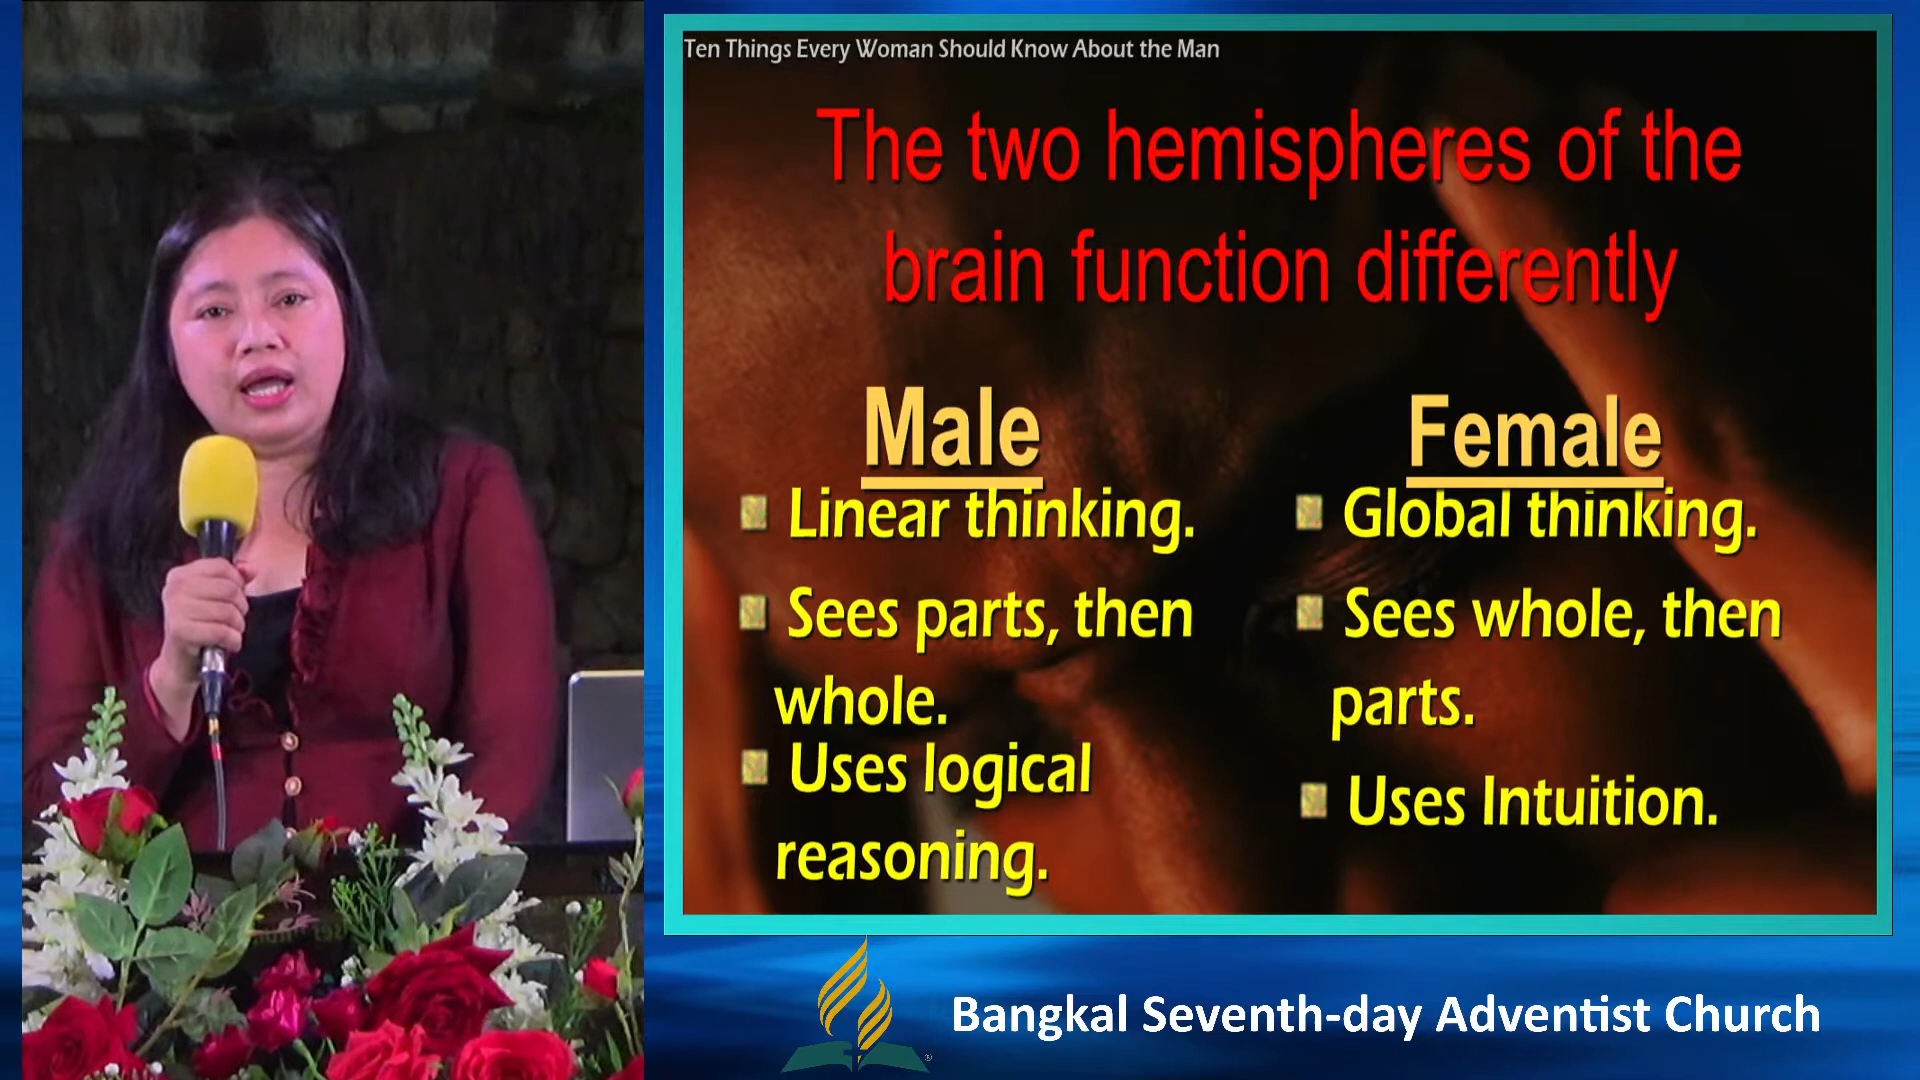 Ten Things Every Woman Should Know About the Man
The two hemispheres of the
brain function differently
Male
Linear thinking.
Sees parts, then
whole.
Uses logical
reasoning.
Female
Global thinking.
Sees whole, then
parts.
Uses Intuition.
Bangkal Seventh-day Adventist Church
®